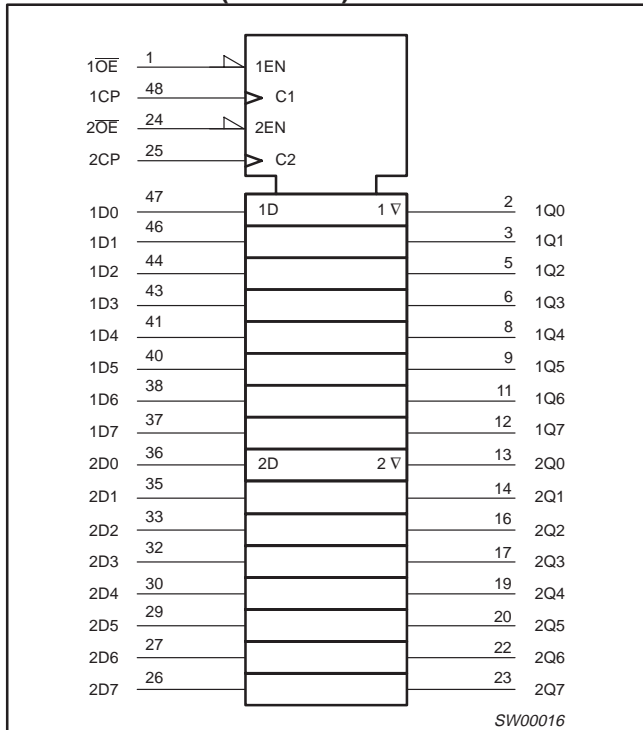 1O̅E̅ 1 1EN
1CP 48 C1
2O̅E̅ 24 2EN
2CP 25 C2
1D0 47 1D 1 ∇ 2 1Q0
1D1 46 3 1Q1
1D2 44 5 1Q2
1D3 43 6 1Q3
1D4 41 8 1Q4
1D5 40 9 1Q5
1D6 38 11 1Q6
1D7 37 12 1Q7
2D0 36 2D 2 ∇ 13 2Q0
2D1 35 14 2Q1
2D2 33 16 2Q2
2D3 32 17 2Q3
2D4 30 19 2Q4
2D5 29 20 2Q5
2D6 27 22 2Q6
2D7 26 23 2Q7
SW00016